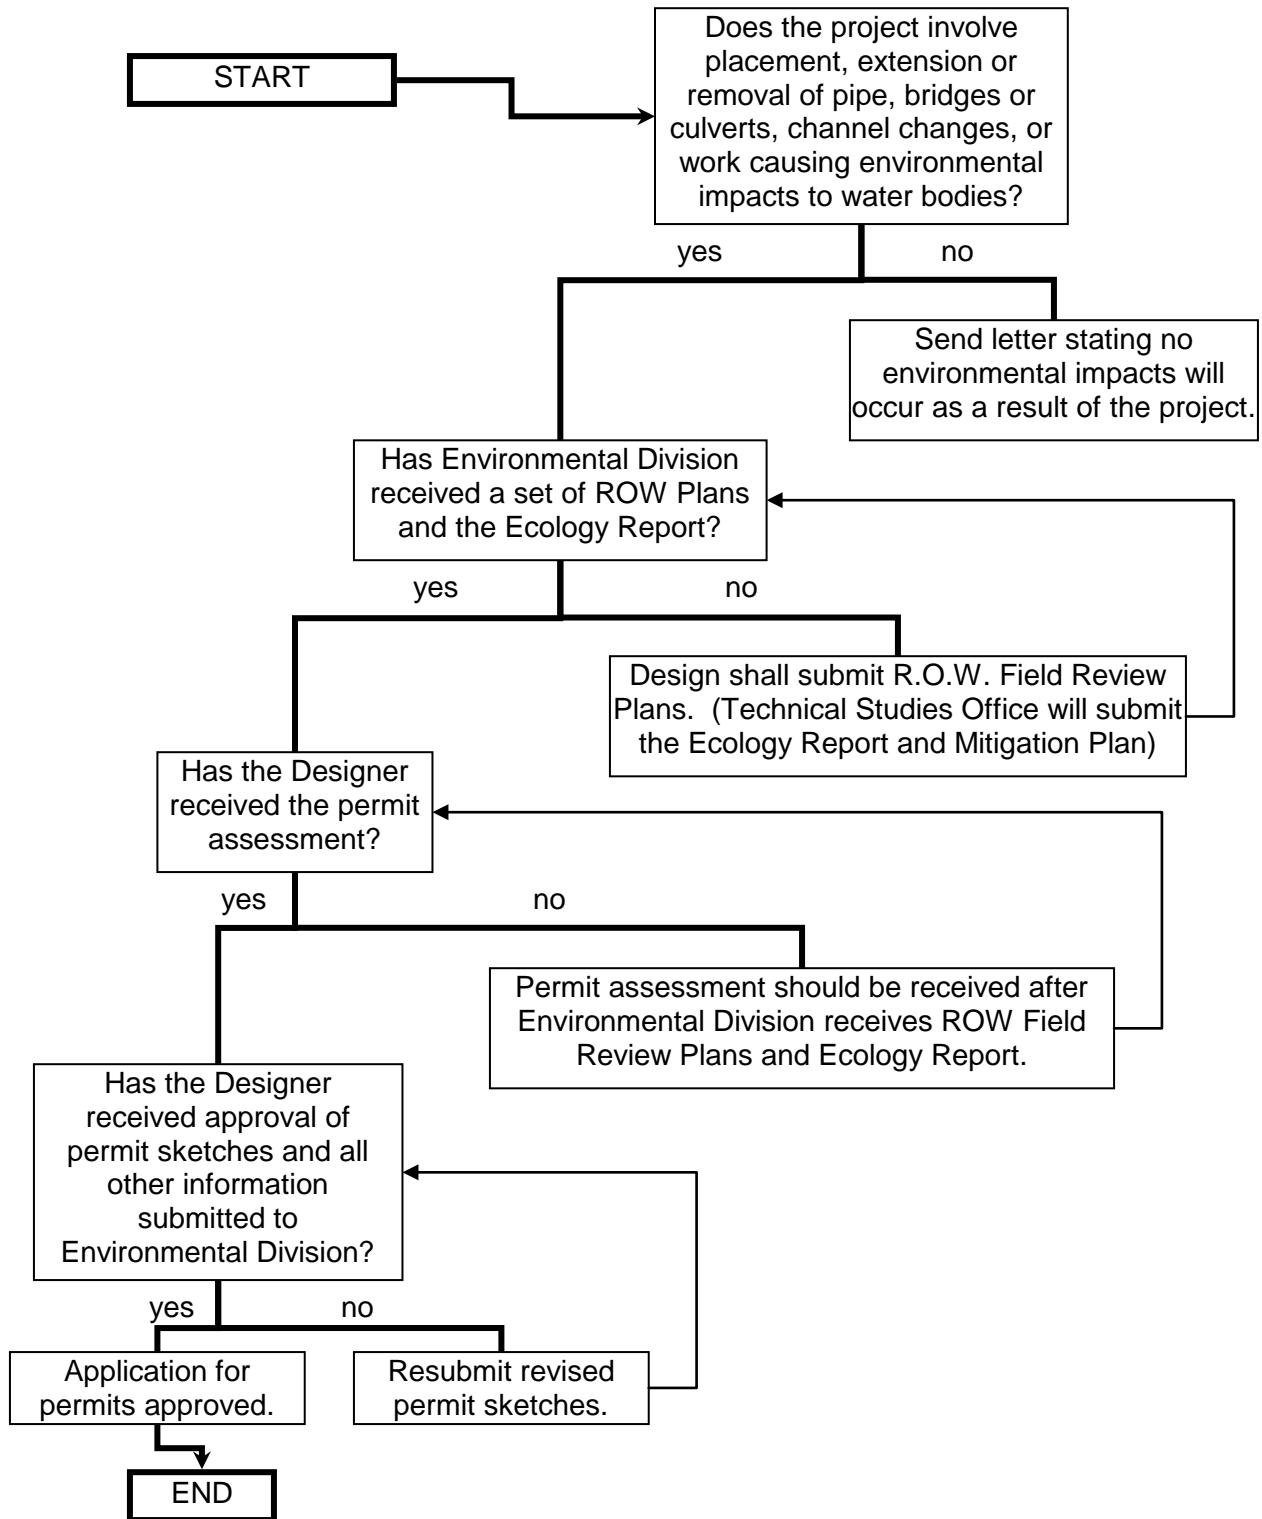 START
Does the project involve
placement, extension or
removal of pipe, bridges or
culverts, channel changes, or
work causing environmental
impacts to water bodies?
yes
no
Send letter stating no
environmental impacts will
occur as a result of the project.
Has Environmental Division
received a set of ROW Plans
and the Ecology Report?
yes
no
Design shall submit R.O.W. Field Review
Plans. (Technical Studies Office will submit
the Ecology Report and Mitigation Plan)
Has the Designer
received the permit
assessment?
yes
no
Permit assessment should be received after
Environmental Division receives ROW Field
Review Plans and Ecology Report.
Has the Designer
received approval of
permit sketches and all
other information
submitted to
Environmental Division?
yes
no
Application for
permits approved.
Resubmit revised
permit sketches.
END